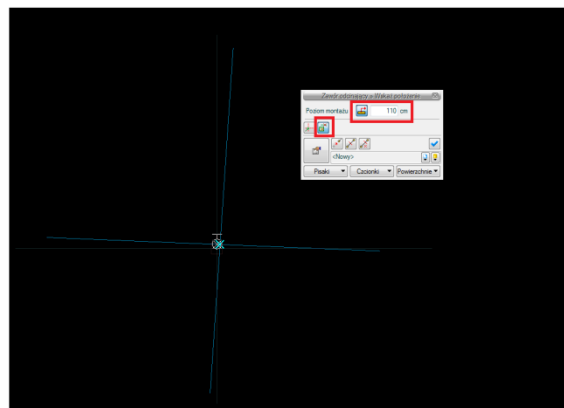 Zawór odcinający - Wskaż położenie
Poziom montażu 110 cm
<Nowy>
Pisaki Czcionki Powierzchnie